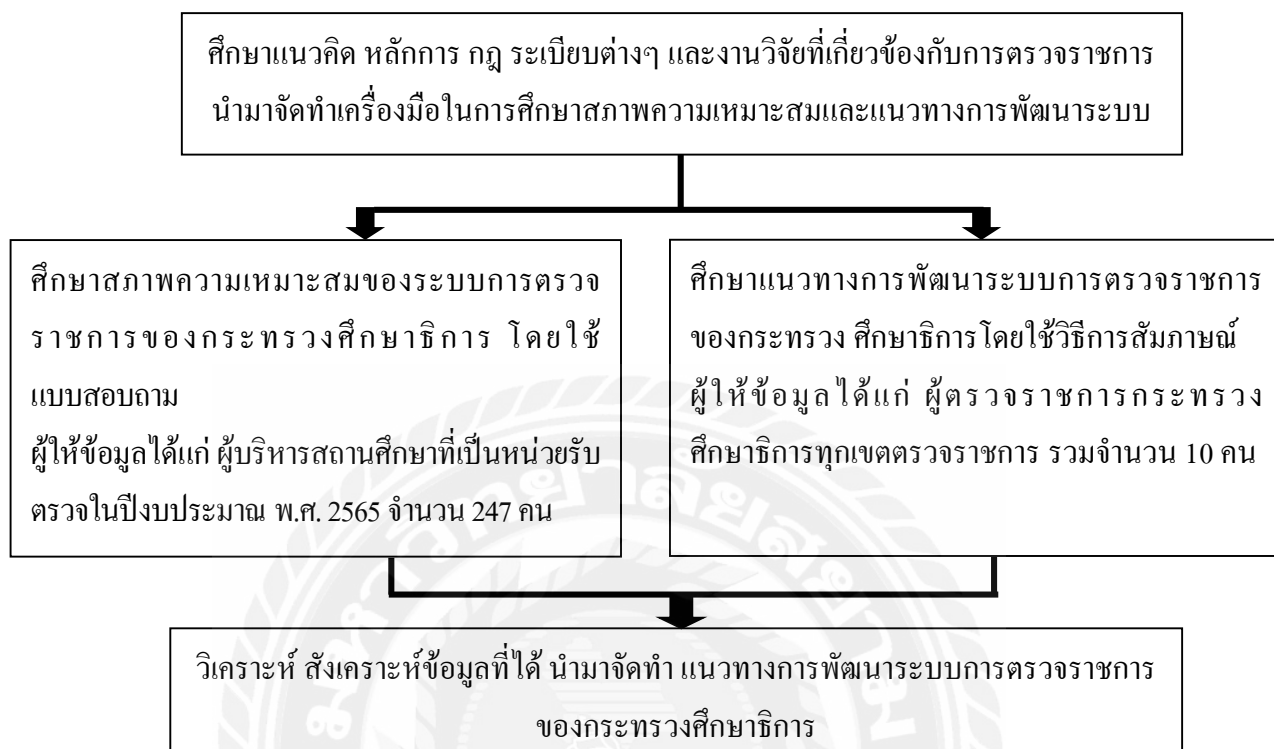 ศึกษาแนวคิด หลักการ กฎ ระเบียบต่างๆ และงานวิจัยที่เกี่ยวข้องกับการตรวจราชการ
นำมาจัดทำเครื่องมือในการศึกษาสภาพความเหมาะสมและแนวทางการพัฒนาระบบ
ศึกษาสภาพความเหมาะสมของระบบการตรวจ
ราชการของกระทรวงศึกษาธิการ โดยใช้
แบบสอบถาม
ผู้ให้ข้อมูลได้แก่ ผู้บริหารสถานศึกษาที่เป็นหน่วยรับ
ตรวจในปีงบประมาณ พ.ศ. 2565 จำนวน 247 คน
ศึกษาแนวทางการพัฒนาระบบการตรวจราชการ
ของกระทรวง ศึกษาธิการโดยใช้วิธีการสัมภาษณ์
ผู้ให้ข้อมูลได้แก่ ผู้ตรวจราชการกระทรวง
ศึกษาธิการทุกเขตตรวจราชการ รวมจำนวน 10 คน
วิเคราะห์ สังเคราะห์ข้อมูลที่ได้ นำมาจัดทำ แนวทางการพัฒนาระบบการตรวจราชการ
ของกระทรวงศึกษาธิการ
มหาวิทยาลัยสยาม